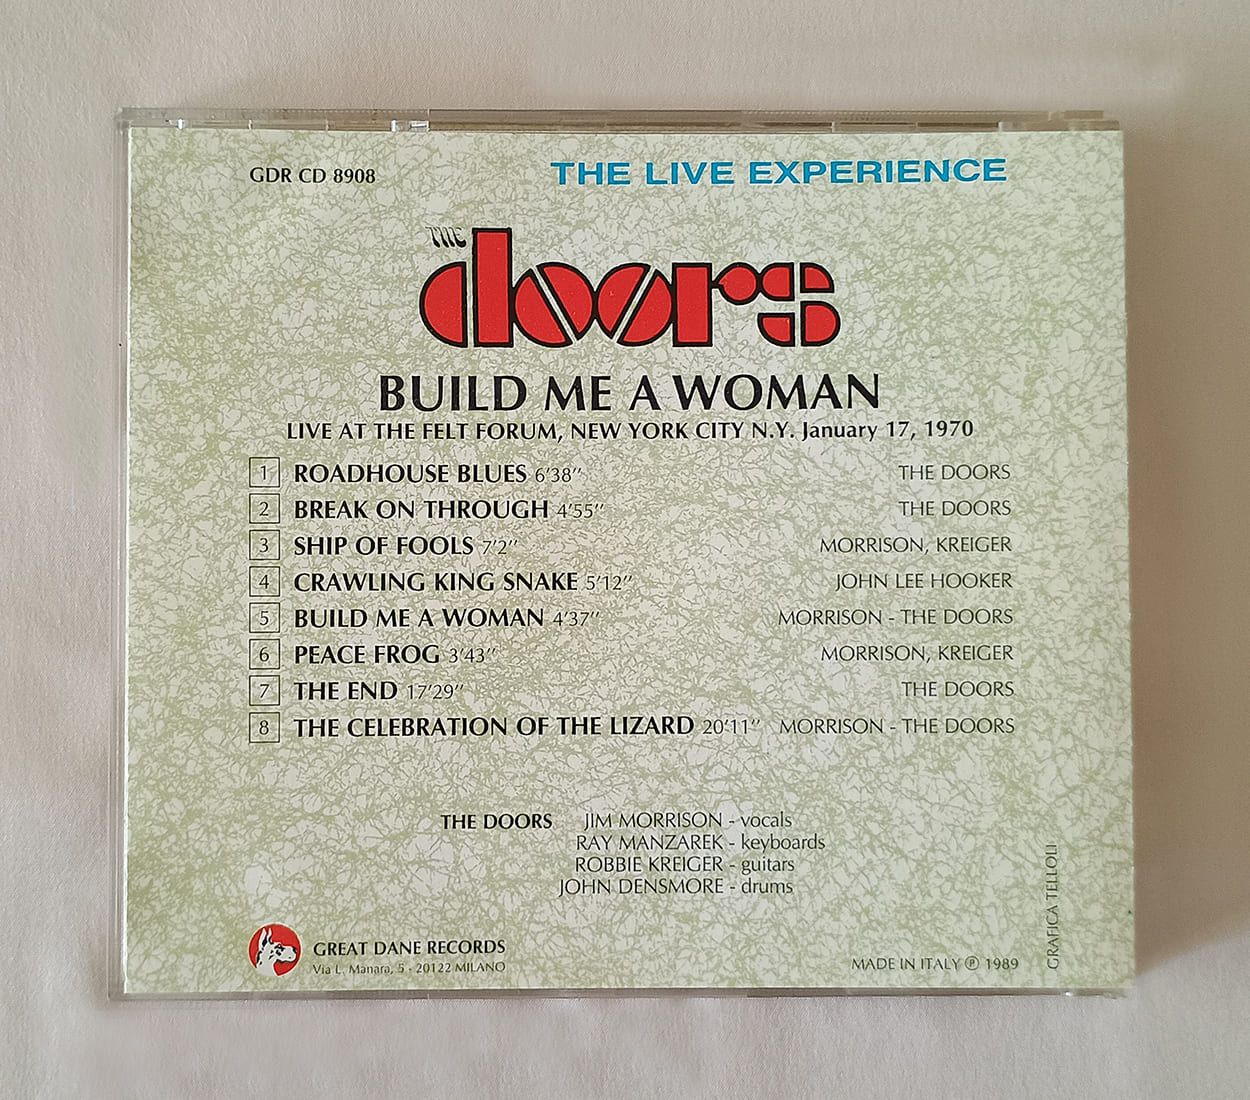 GDR CD 8908
THE LIVE EXPERIENCE
THE
doors
BUILD ME A WOMAN
LIVE AT THE FELT FORUM, NEW YORK CITY N.Y. January 17, 1970
1 ROADHOUSE BLUES 6'38'' THE DOORS
2 BREAK ON THROUGH 4'55'' THE DOORS
3 SHIP OF FOOLS 7'2'' MORRISON, KREIGER
4 CRAWLING KING SNAKE 5'12'' JOHN LEE HOOKER
5 BUILD ME A WOMAN 4'37'' MORRISON - THE DOORS
6 PEACE FROG 3'43'' MORRISON, KREIGER
7 THE END 17'29'' THE DOORS
8 THE CELEBRATION OF THE LIZARD 20'11'' MORRISON - THE DOORS
THE DOORS JIM MORRISON - vocals
RAY MANZAREK - keyboards
ROBBIE KREIGER - guitars
JOHN DENSMORE - drums
GREAT DANE RECORDS
Via L. Manara, 5 - 20122 MILANO
MADE IN ITALY ℗ 1989
GRAFICA TELLOLI